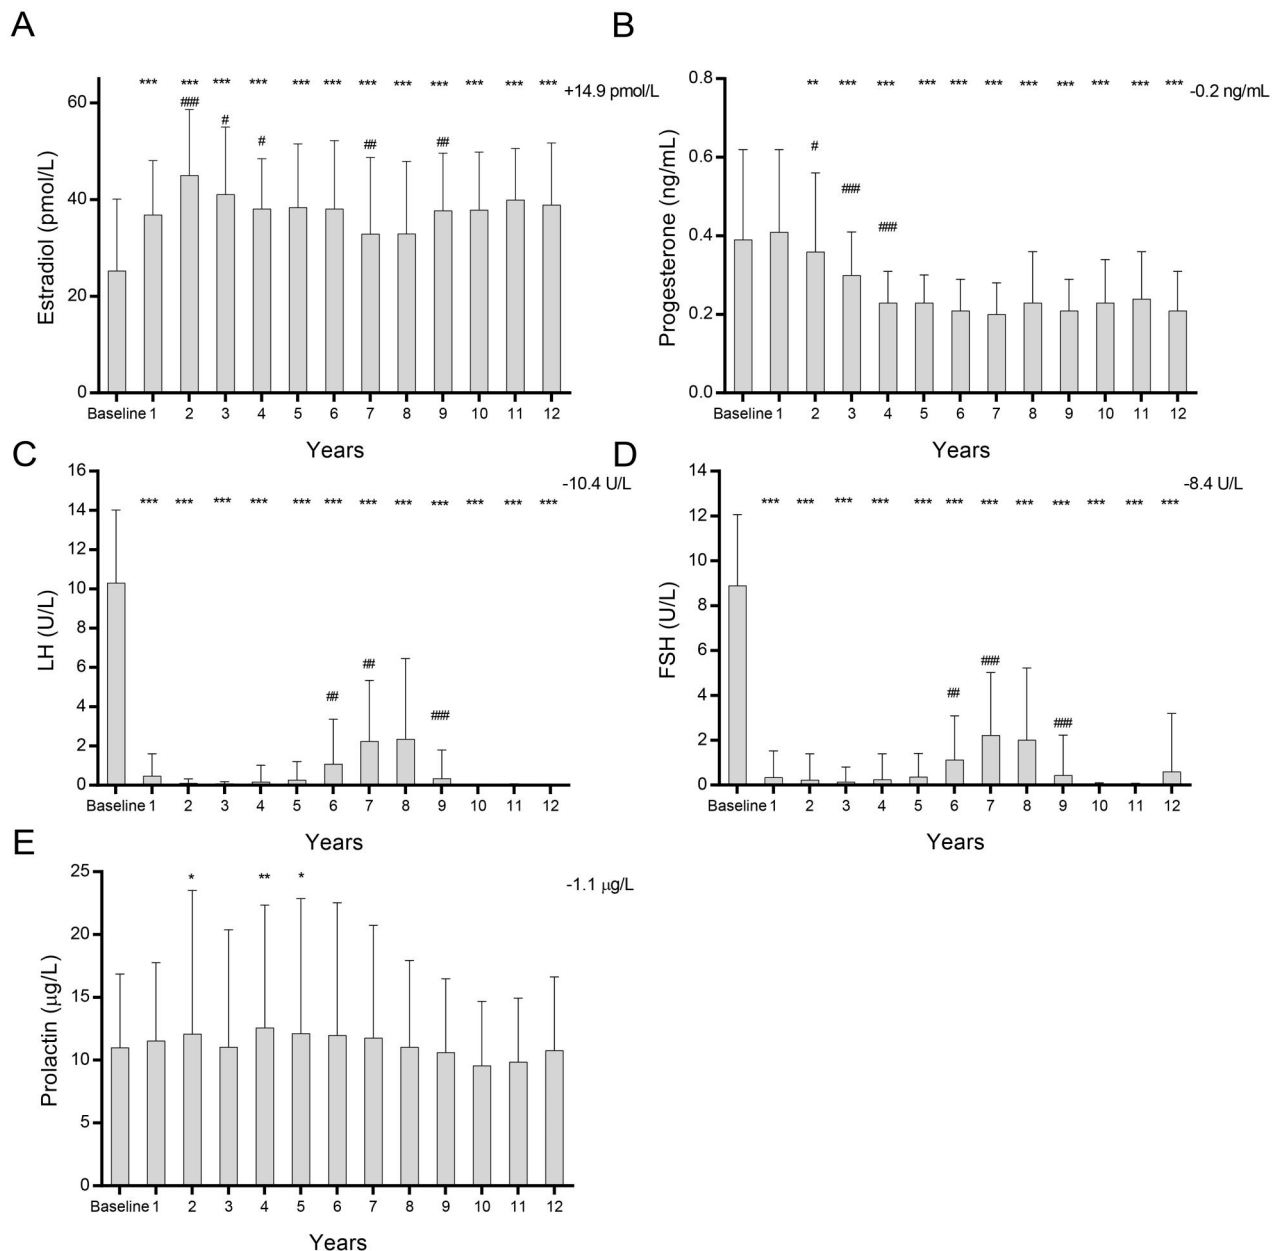 A
*** *** *** *** *** *** *** *** *** *** *** ***
+14.9 pmol/L
### # # ## ##
Estradiol (pmol/L)
60
40
20
0
Baseline 1 2 3 4 5 6 7 8 9 10 11 12
Years
B
** *** *** *** *** *** *** *** *** *** ***
-0.2 ng/mL
# ### ###
Progesterone (ng/mL)
0.8
0.6
0.4
0.2
0.0
Baseline 1 2 3 4 5 6 7 8 9 10 11 12
Years
C
*** *** *** *** *** *** *** *** *** *** *** ***
-10.4 U/L
## ## ###
LH (U/L)
16
14
12
10
8
6
4
2
0
Baseline 1 2 3 4 5 6 7 8 9 10 11 12
Years
D
*** *** *** *** *** *** *** *** *** *** *** ***
-8.4 U/L
## ### ###
FSH (U/L)
14
12
10
8
6
4
2
0
Baseline 1 2 3 4 5 6 7 8 9 10 11 12
Years
E
* ** *
-1.1 µg/L
Prolactin (µg/L)
25
20
15
10
5
0
Baseline 1 2 3 4 5 6 7 8 9 10 11 12
Years